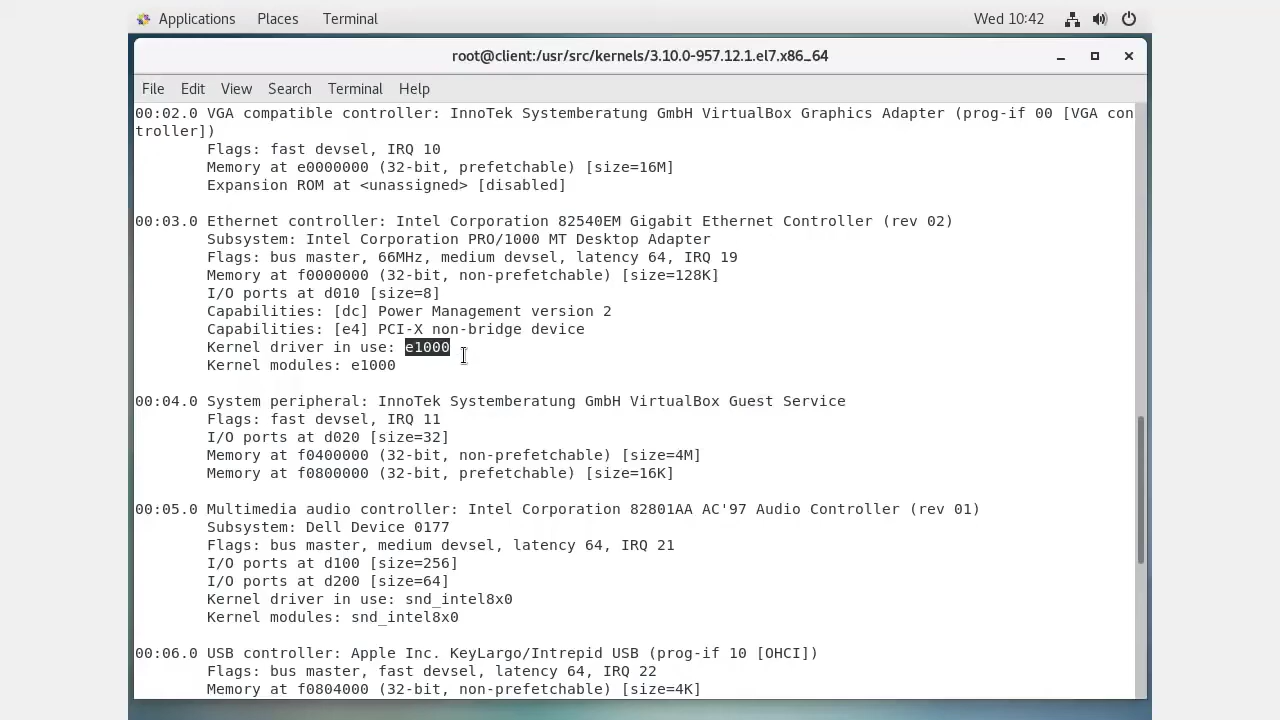 Applications Places Terminal Wed 10:42
root@client:/usr/src/kernels/3.10.0-957.12.1.el7.x86_64
File Edit View Search Terminal Help
00:02.0 VGA compatible controller: InnoTek Systemberatung GmbH VirtualBox Graphics Adapter (prog-if 00 [VGA con
troller])
Flags: fast devsel, IRQ 10
Memory at e0000000 (32-bit, prefetchable) [size=16M]
Expansion ROM at <unassigned> [disabled]
00:03.0 Ethernet controller: Intel Corporation 82540EM Gigabit Ethernet Controller (rev 02)
Subsystem: Intel Corporation PRO/1000 MT Desktop Adapter
Flags: bus master, 66MHz, medium devsel, latency 64, IRQ 19
Memory at f0000000 (32-bit, non-prefetchable) [size=128K]
I/O ports at d010 [size=8]
Capabilities: [dc] Power Management version 2
Capabilities: [e4] PCI-X non-bridge device
Kernel driver in use: e1000
Kernel modules: e1000
00:04.0 System peripheral: InnoTek Systemberatung GmbH VirtualBox Guest Service
Flags: fast devsel, IRQ 11
I/O ports at d020 [size=32]
Memory at f0400000 (32-bit, non-prefetchable) [size=4M]
Memory at f0800000 (32-bit, prefetchable) [size=16K]
00:05.0 Multimedia audio controller: Intel Corporation 82801AA AC'97 Audio Controller (rev 01)
Subsystem: Dell Device 0177
Flags: bus master, medium devsel, latency 64, IRQ 21
I/O ports at d100 [size=256]
I/O ports at d200 [size=64]
Kernel driver in use: snd_intel8x0
Kernel modules: snd_intel8x0
00:06.0 USB controller: Apple Inc. KeyLargo/Intrepid USB (prog-if 10 [OHCI])
Flags: bus master, fast devsel, latency 64, IRQ 22
Memory at f0804000 (32-bit, non-prefetchable) [size=4K]